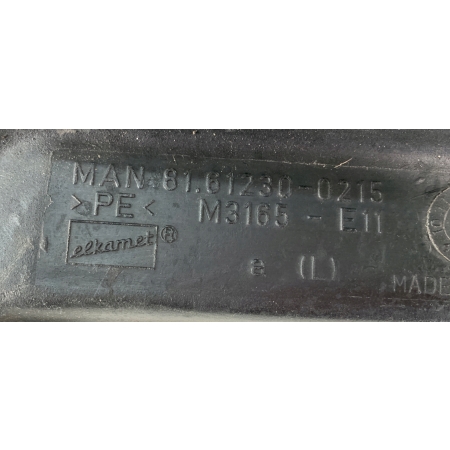 MAN 81.61230-0215
>PE< M3165 - E11
elkamet®
a (L)
MADE